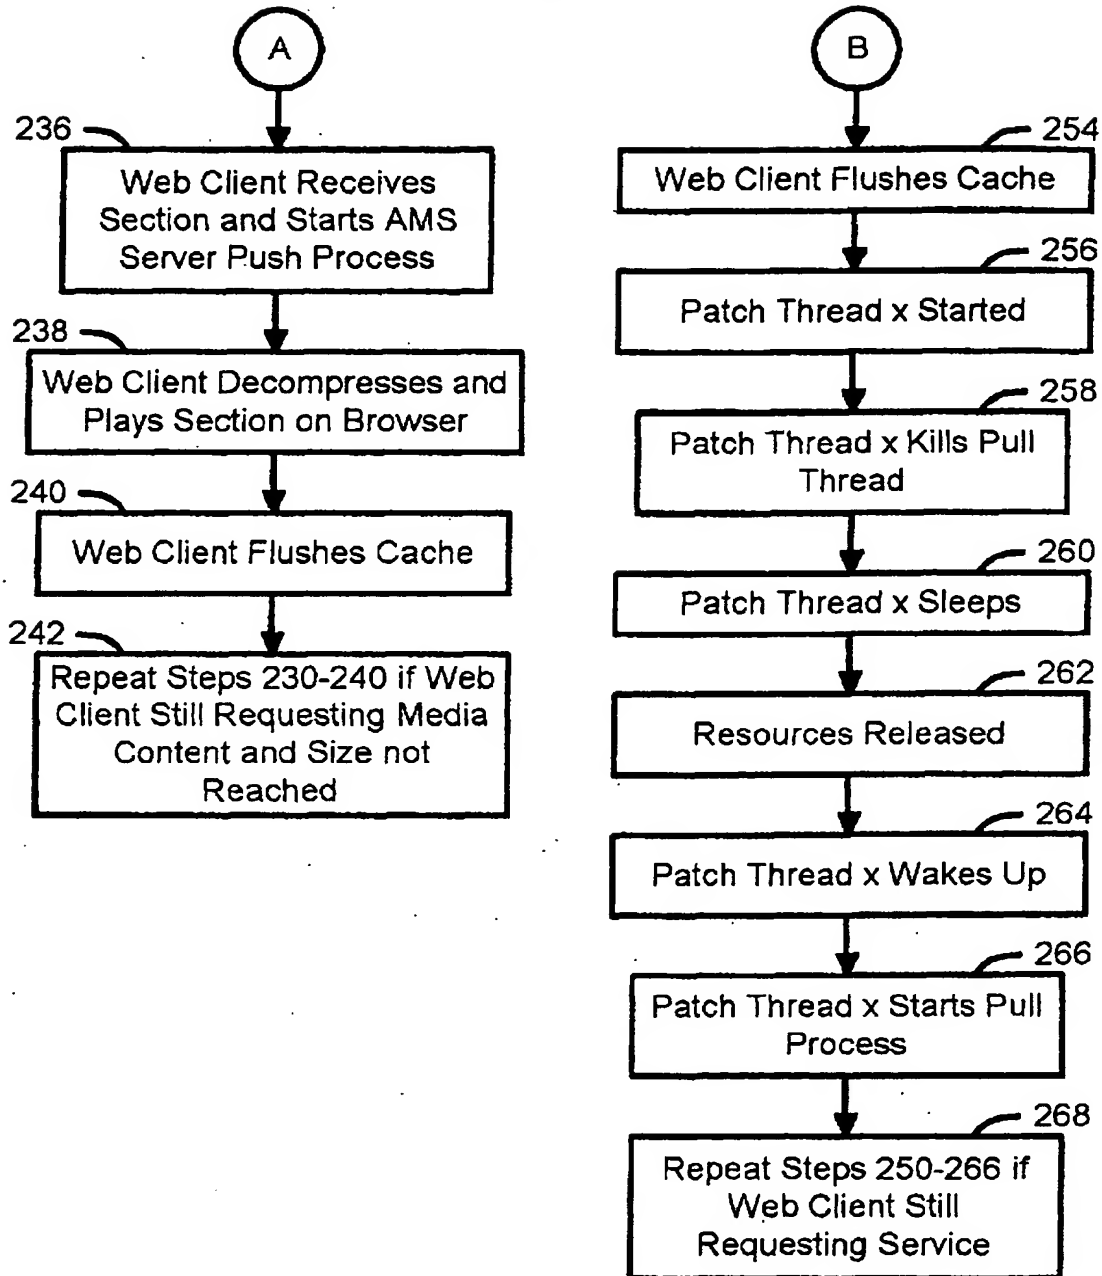 A
236
Web Client Receives
Section and Starts AMS
Server Push Process
238
Web Client Decompresses and
Plays Section on Browser
240
Web Client Flushes Cache
242
Repeat Steps 230-240 if Web
Client Still Requesting Media
Content and Size not
Reached
B
254
Web Client Flushes Cache
256
Patch Thread x Started
258
Patch Thread x Kills Pull
Thread
260
Patch Thread x Sleeps
262
Resources Released
264
Patch Thread x Wakes Up
266
Patch Thread x Starts Pull
Process
268
Repeat Steps 250-266 if
Web Client Still
Requesting Service